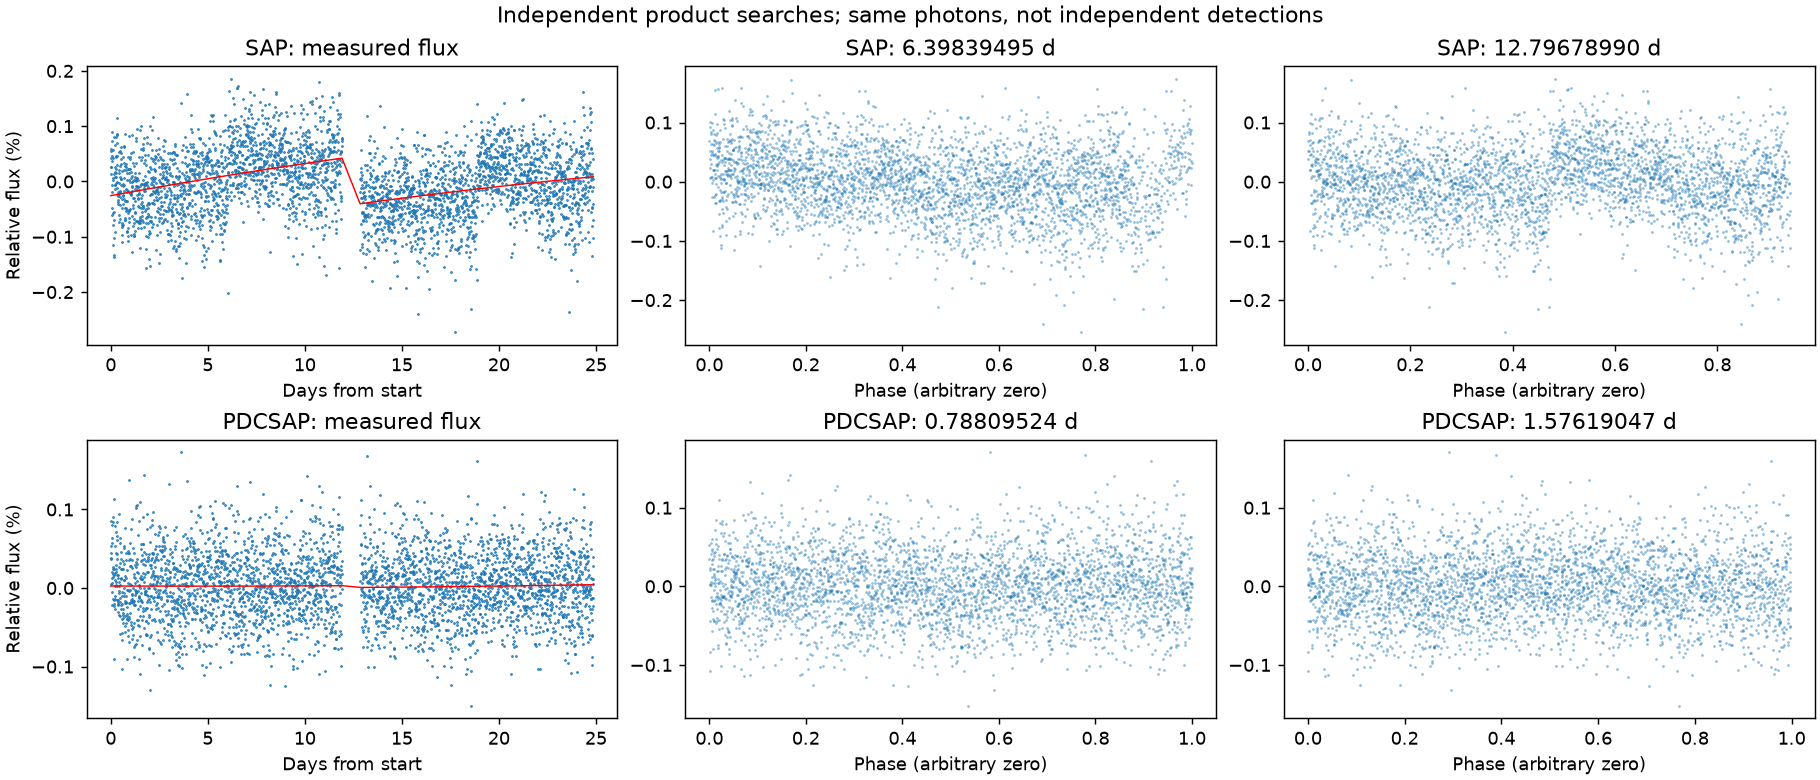 Independent product searches; same photons, not independent detections
SAP: measured flux
SAP: 6.39839495 d
SAP: 12.79678990 d
Relative flux (%)
0.2
0.1
0.0
−0.1
−0.2
0.1
0.0
−0.1
−0.2
0.1
0.0
−0.1
−0.2
0 5 10 15 20 25
0.0 0.2 0.4 0.6 0.8 1.0
0.0 0.2 0.4 0.6 0.8
Days from start
Phase (arbitrary zero)
Phase (arbitrary zero)
PDCSAP: measured flux
PDCSAP: 0.78809524 d
PDCSAP: 1.57619047 d
Relative flux (%)
0.1
0.0
−0.1
0.1
0.0
−0.1
0.1
0.0
−0.1
0 5 10 15 20 25
0.0 0.2 0.4 0.6 0.8 1.0
0.0 0.2 0.4 0.6 0.8 1.0
Days from start
Phase (arbitrary zero)
Phase (arbitrary zero)